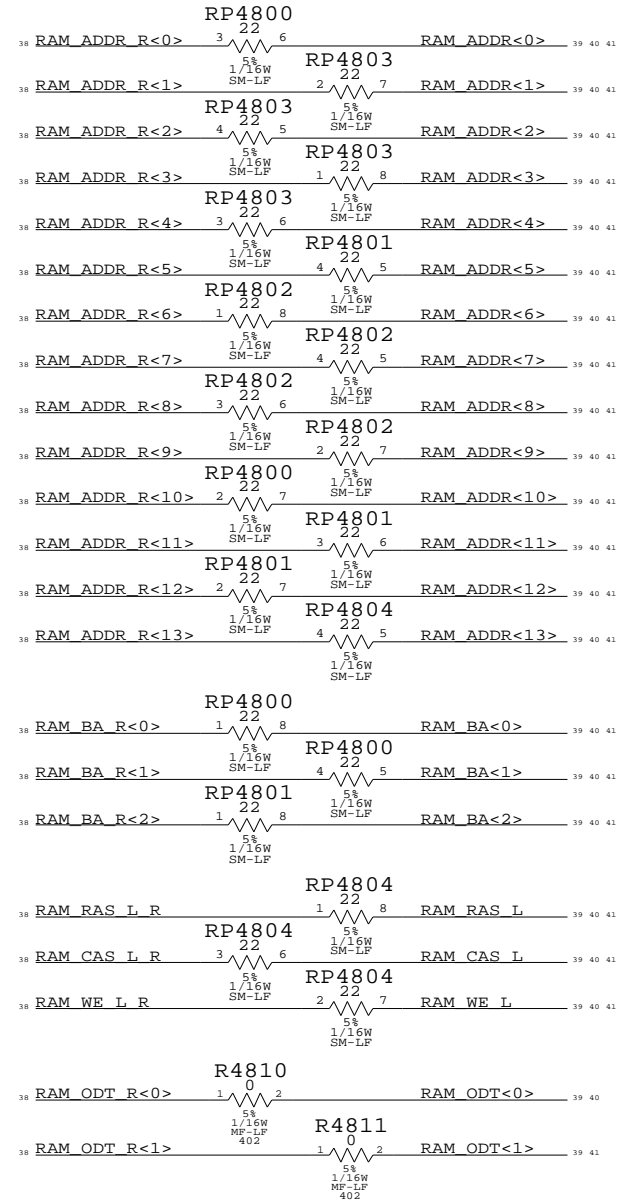 RP4800
22
38 RAM_ADDR_R<0> 3 6 RAM_ADDR<0> 39 40 41
5%
1/16W
SM-LF
RP4803
22
38 RAM_ADDR_R<1> 2 7 RAM_ADDR<1> 39 40 41
5%
1/16W
SM-LF
RP4803
22
38 RAM_ADDR_R<2> 4 5 RAM_ADDR<2> 39 40 41
5%
1/16W
SM-LF
RP4803
22
38 RAM_ADDR_R<3> 1 8 RAM_ADDR<3> 39 40 41
5%
1/16W
SM-LF
RP4803
22
38 RAM_ADDR_R<4> 3 6 RAM_ADDR<4> 39 40 41
5%
1/16W
SM-LF
RP4801
22
38 RAM_ADDR_R<5> 4 5 RAM_ADDR<5> 39 40 41
5%
1/16W
SM-LF
RP4802
22
38 RAM_ADDR_R<6> 1 8 RAM_ADDR<6> 39 40 41
5%
1/16W
SM-LF
RP4802
22
38 RAM_ADDR_R<7> 4 5 RAM_ADDR<7> 39 40 41
5%
1/16W
SM-LF
RP4802
22
38 RAM_ADDR_R<8> 3 6 RAM_ADDR<8> 39 40 41
5%
1/16W
SM-LF
RP4802
22
38 RAM_ADDR_R<9> 2 7 RAM_ADDR<9> 39 40 41
5%
1/16W
SM-LF
RP4800
22
38 RAM_ADDR_R<10> 2 7 RAM_ADDR<10> 39 40 41
5%
1/16W
SM-LF
RP4801
22
38 RAM_ADDR_R<11> 3 6 RAM_ADDR<11> 39 40 41
5%
1/16W
SM-LF
RP4801
22
38 RAM_ADDR_R<12> 2 7 RAM_ADDR<12> 39 40 41
5%
1/16W
SM-LF
RP4804
22
38 RAM_ADDR_R<13> 4 5 RAM_ADDR<13> 39 40 41
5%
1/16W
SM-LF
RP4800
22
38 RAM_BA_R<0> 1 8 RAM_BA<0> 39 40 41
5%
1/16W
SM-LF
RP4800
22
38 RAM_BA_R<1> 4 5 RAM_BA<1> 39 40 41
5%
1/16W
SM-LF
RP4801
22
38 RAM_BA_R<2> 1 8 RAM_BA<2> 39 40 41
5%
1/16W
SM-LF
RP4804
22
38 RAM_RAS_L_R 1 8 RAM_RAS_L 39 40 41
5%
1/16W
SM-LF
RP4804
22
38 RAM_CAS_L_R 3 6 RAM_CAS_L 39 40 41
5%
1/16W
SM-LF
RP4804
22
38 RAM_WE_L_R 2 7 RAM_WE_L 39 40 41
5%
1/16W
SM-LF
R4810
0
38 RAM_ODT_R<0> 1 2 RAM_ODT<0> 39 40
5%
1/16W
MF-LF
402
R4811
0
38 RAM_ODT_R<1> 1 2 RAM_ODT<1> 39 41
5%
1/16W
MF-LF
402